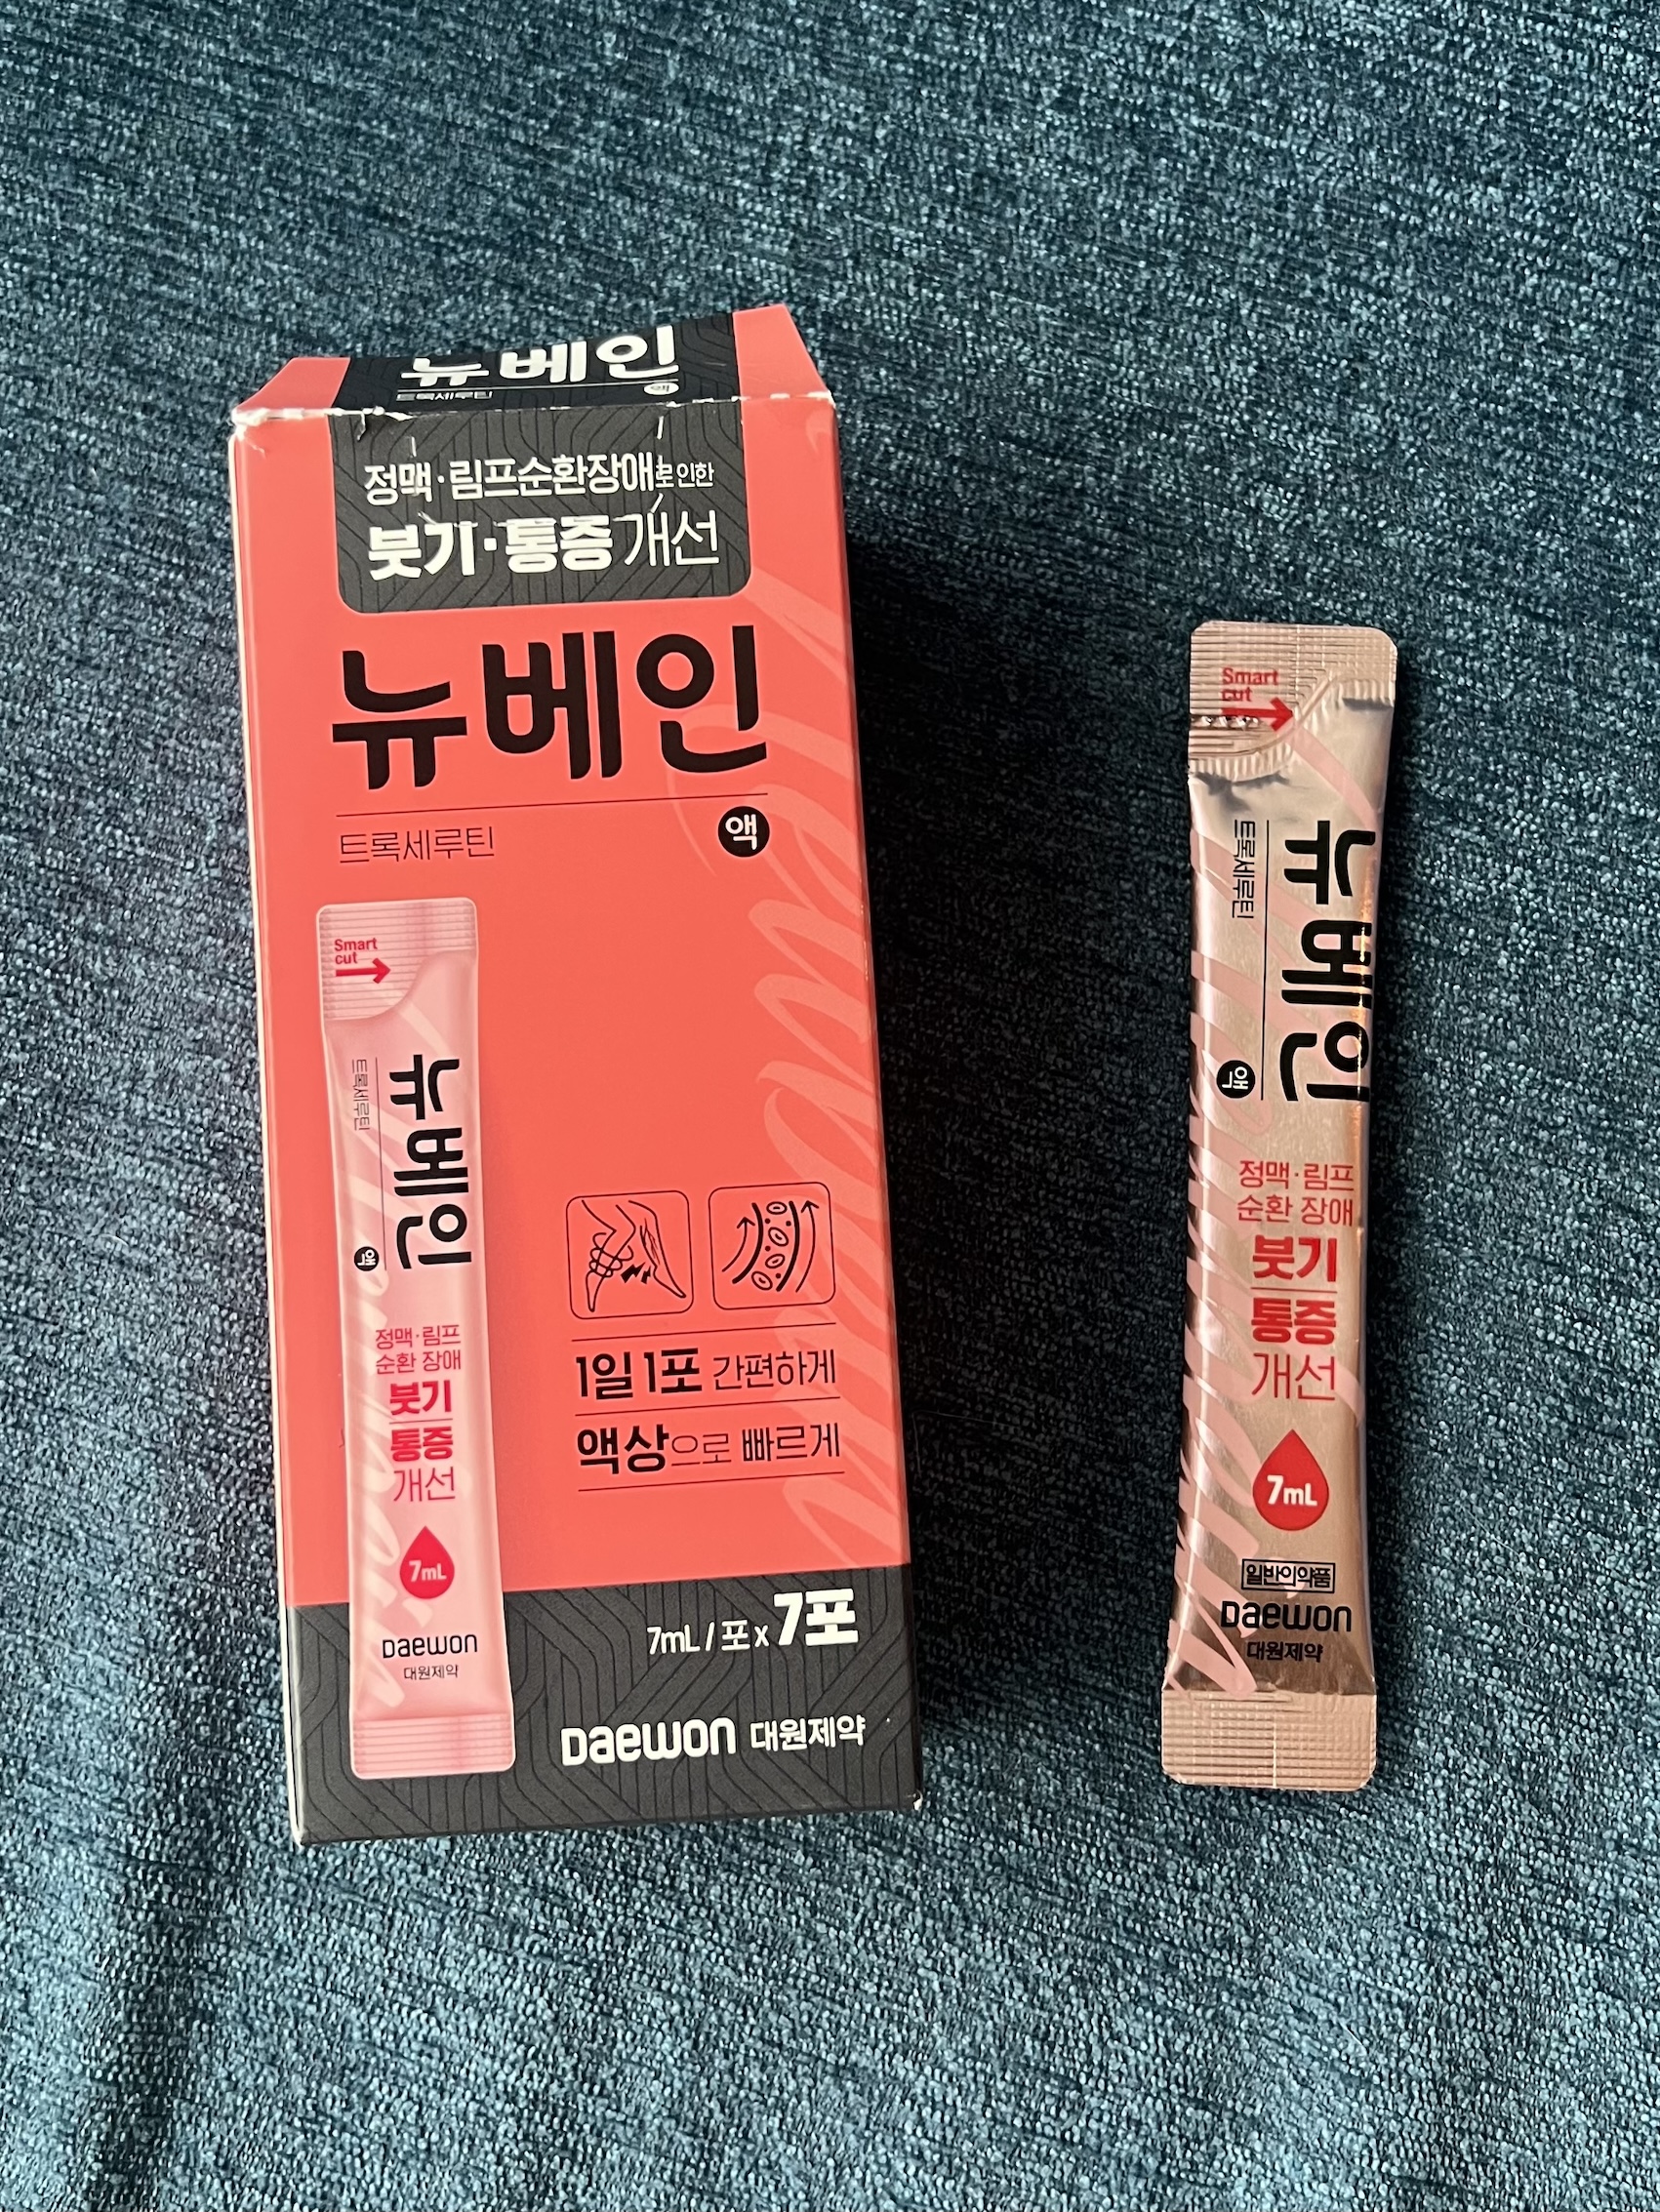 뉴베인
트록세루틴 액
정맥·림프순환장애로 인한
붓기·통증 개선
뉴베인
트록세루틴 액
Smart
cut
뉴베인
트록세루틴 액
정맥·림프
순환 장애
붓기
통증
개선
7mL
Daewon
대원제약
1일 1포 간편하게
액상으로 빠르게
7mL / 포 x 7포
Daewon 대원제약
Smart
cut
뉴베인
트록세루틴 액
정맥·림프
순환 장애
붓기
통증
개선
7mL
일반의약품
Daewon
대원제약